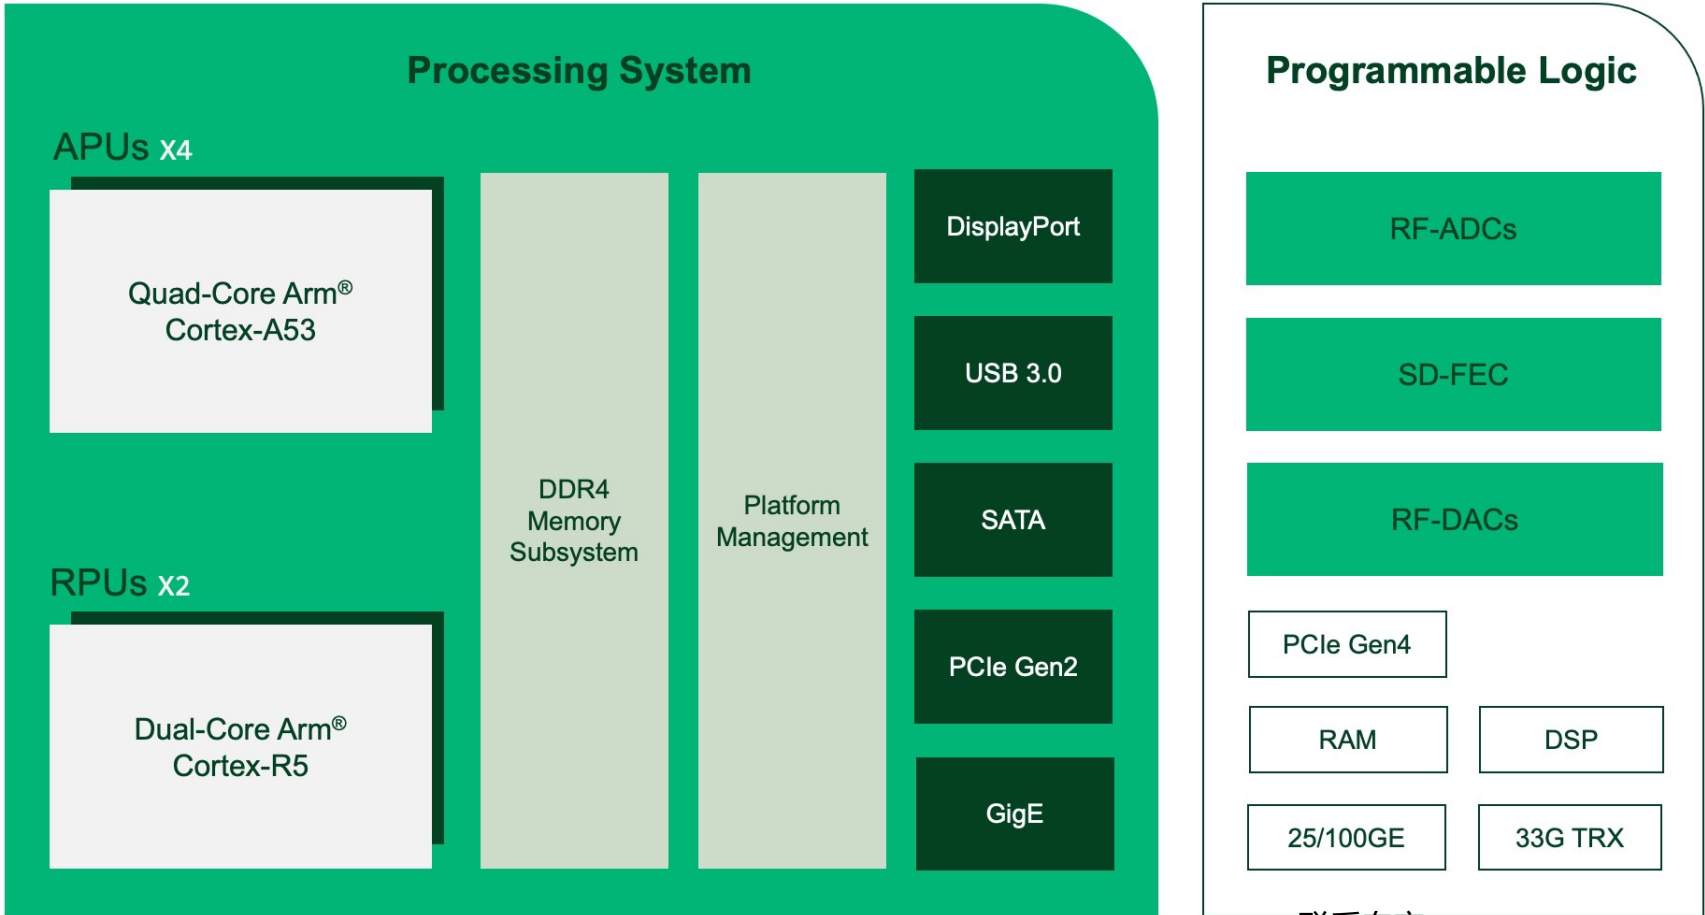 Processing System
APUs X4
Quad-Core Arm®
Cortex-A53
RPUs X2
Dual-Core Arm®
Cortex-R5
DDR4
Memory
Subsystem
Platform
Management
DisplayPort
USB 3.0
SATA
PCIe Gen2
GigE
Programmable Logic
RF-ADCs
SD-FEC
RF-DACs
PCIe Gen4
RAM
DSP
25/100GE
33G TRX